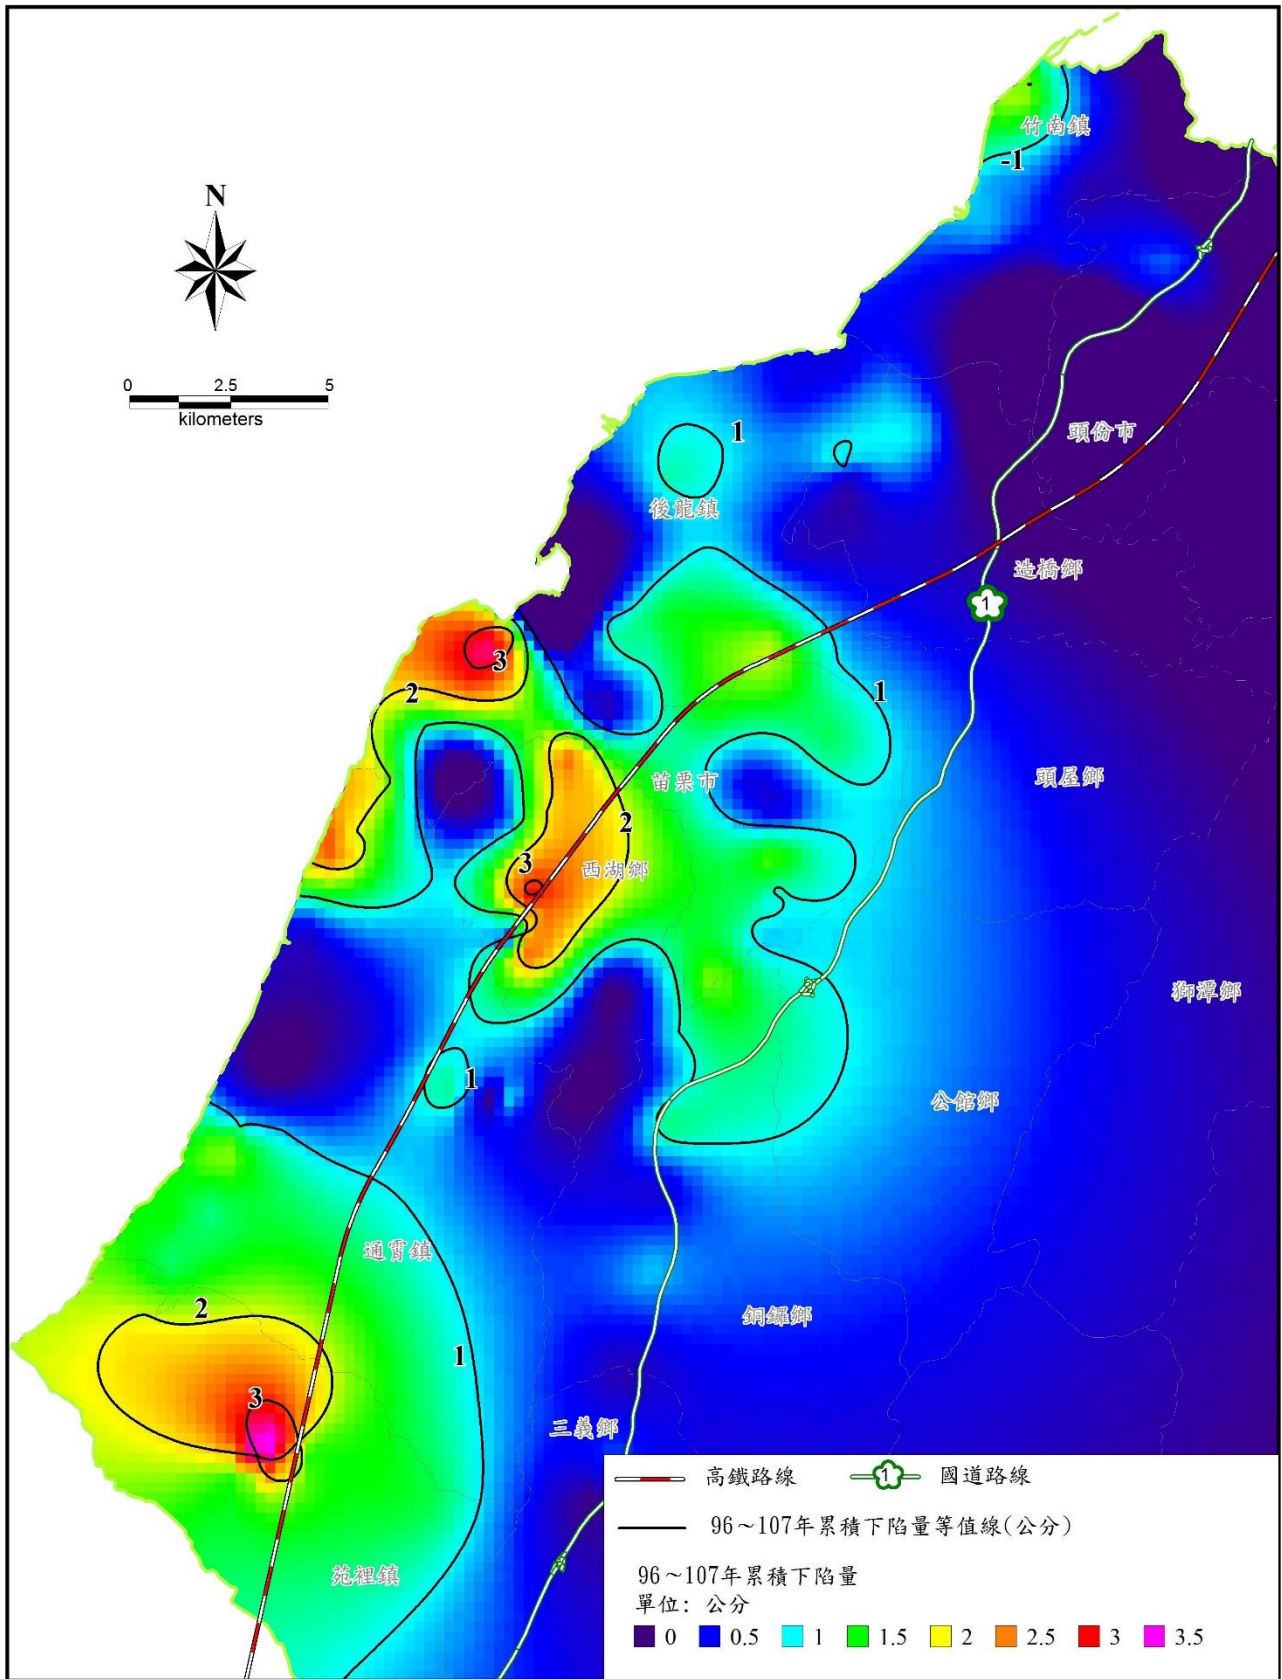 竹南鎮
-1
N
0 2.5 5
kilometers
1
頭份市
後龍鎮
造橋鄉
1
3
2
1
苗栗市
頭屋鄉
2
3
西湖鄉
獅潭鄉
1
公館鄉
通霄鎮
2
銅鑼鄉
1
3
三義鄉
高鐵路線
1
國道路線
96~107年累積下陷量等值線(公分)
苑裡鎮
96~107年累積下陷量
單位: 公分
0 0.5 1 1.5 2 2.5 3 3.5